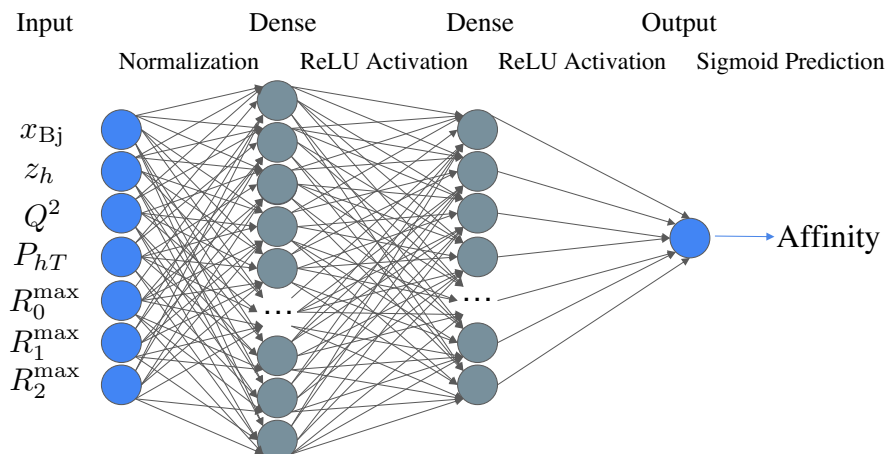 Input Dense Dense Output
Normalization ReLU Activation ReLU Activation Sigmoid Prediction
x_Bj
z_h
Q^2
P_hT
R_0^max
R_1^max
R_2^max
...
...
Affinity